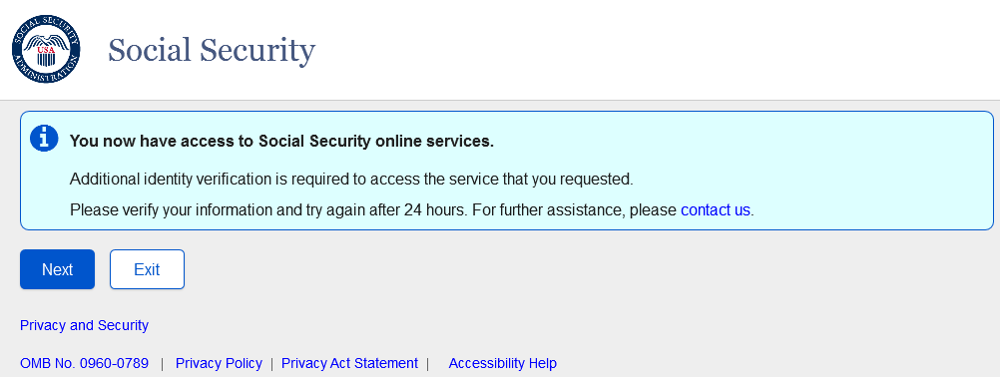 SOCIAL SECURITY ADMINISTRATION
USA
Social Security
You now have access to Social Security online services.
Additional identity verification is required to access the service that you requested.
Please verify your information and try again after 24 hours. For further assistance, please contact us.
Next Exit
Privacy and Security
OMB No. 0960-0789 | Privacy Policy | Privacy Act Statement | Accessibility Help